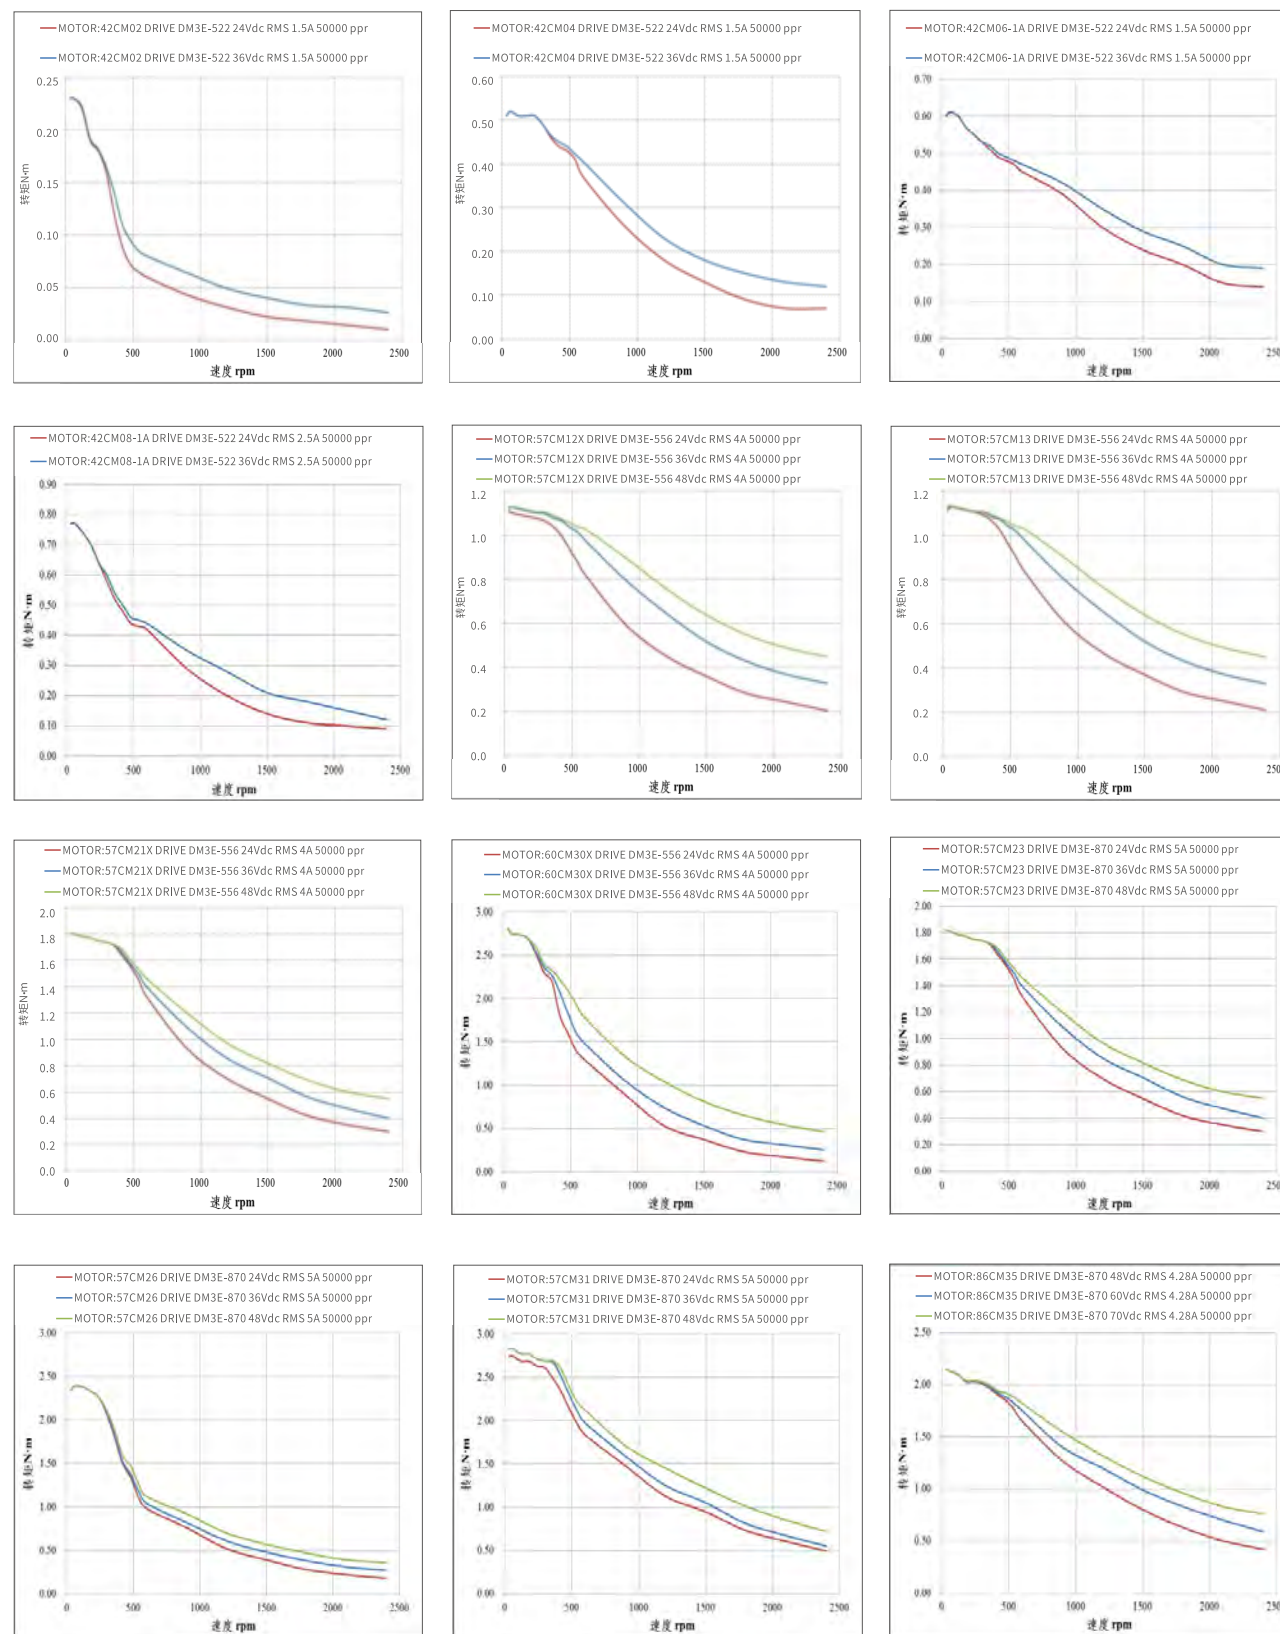 MOTOR:42CM02 DRIVE DM3E-522 24Vdc RMS 1.5A 50000 ppr
MOTOR:42CM02 DRIVE DM3E-522 36Vdc RMS 1.5A 50000 ppr
0.25
0.20
0.15
0.10
0.05
0.00
转矩N·m
0 500 1000 1500 2000 2500
速度 rpm
MOTOR:42CM04 DRIVE DM3E-522 24Vdc RMS 1.5A 50000 ppr
MOTOR:42CM04 DRIVE DM3E-522 36Vdc RMS 1.5A 50000 ppr
0.60
0.50
0.40
0.30
0.20
0.10
0.00
转矩N·m
0 500 1000 1500 2000 2500
速度 rpm
MOTOR:42CM06-1A DRIVE DM3E-522 24Vdc RMS 1.5A 50000 ppr
MOTOR:42CM06-1A DRIVE DM3E-522 36Vdc RMS 1.5A 50000 ppr
0.70
0.60
0.50
0.40
0.30
0.20
0.10
0.00
转矩N·m
0 500 1000 1500 2000 250
速度 rpm
MOTOR:42CM08-1A DRIVE DM3E-522 24Vdc RMS 2.5A 50000 ppr
MOTOR:42CM08-1A DRIVE DM3E-522 36Vdc RMS 2.5A 50000 ppr
0.90
0.80
0.70
0.60
0.50
0.40
0.30
0.20
0.10
0.00
转矩N·m
0 500 1000 1500 2000 2500
速度 rpm
MOTOR:57CM12X DRIVE DM3E-556 24Vdc RMS 4A 50000 ppr
MOTOR:57CM12X DRIVE DM3E-556 36Vdc RMS 4A 50000 ppr
MOTOR:57CM12X DRIVE DM3E-556 48Vdc RMS 4A 50000 ppr
1.2
1.0
0.8
0.6
0.4
0.2
0.0
转矩N·m
0 500 1000 1500 2000 2500
速度 rpm
MOTOR:57CM13 DRIVE DM3E-556 24Vdc RMS 4A 50000 ppr
MOTOR:57CM13 DRIVE DM3E-556 36Vdc RMS 4A 50000 ppr
MOTOR:57CM13 DRIVE DM3E-556 48Vdc RMS 4A 50000 ppr
1.2
1.0
0.8
0.6
0.4
0.2
0.0
转矩N·m
0 500 1000 1500 2000 250
速度 rpm
MOTOR:57CM21X DRIVE DM3E-556 24Vdc RMS 4A 50000 ppr
MOTOR:57CM21X DRIVE DM3E-556 36Vdc RMS 4A 50000 ppr
MOTOR:57CM21X DRIVE DM3E-556 48Vdc RMS 4A 50000 ppr
2.0
1.8
1.6
1.4
1.2
1.0
0.8
0.6
0.4
0.2
0.0
转矩N·m
0 500 1000 1500 2000 2500
速度 rpm
MOTOR:60CM30X DRIVE DM3E-556 24Vdc RMS 4A 50000 ppr
MOTOR:60CM30X DRIVE DM3E-556 36Vdc RMS 4A 50000 ppr
MOTOR:60CM30X DRIVE DM3E-556 48Vdc RMS 4A 50000 ppr
3.00
2.50
2.00
1.50
1.00
0.50
0.00
转矩N·m
0 500 1000 1500 2000 2500
速度 rpm
MOTOR:57CM23 DRIVE DM3E-870 24Vdc RMS 5A 50000 ppr
MOTOR:57CM23 DRIVE DM3E-870 36Vdc RMS 5A 50000 ppr
MOTOR:57CM23 DRIVE DM3E-870 48Vdc RMS 5A 50000 ppr
2.00
1.80
1.60
1.40
1.20
1.00
0.80
0.60
0.40
0.20
0.00
转矩N·m
0 500 1000 1500 2000 250
速度 rpm
MOTOR:57CM26 DRIVE DM3E-870 24Vdc RMS 5A 50000 ppr
MOTOR:57CM26 DRIVE DM3E-870 36Vdc RMS 5A 50000 ppr
MOTOR:57CM26 DRIVE DM3E-870 48Vdc RMS 5A 50000 ppr
3.00
2.50
2.00
1.50
1.00
0.50
0.00
转矩N·m
0 500 1000 1500 2000 2500
速度 rpm
MOTOR:57CM31 DRIVE DM3E-870 24Vdc RMS 5A 50000 ppr
MOTOR:57CM31 DRIVE DM3E-870 36Vdc RMS 5A 50000 ppr
MOTOR:57CM31 DRIVE DM3E-870 48Vdc RMS 5A 50000 ppr
3.00
2.50
2.00
1.50
1.00
0.50
0.00
转矩N·m
0 500 1000 1500 2000 2500
速度 rpm
MOTOR:86CM35 DRIVE DM3E-870 48Vdc RMS 4.28A 50000 ppr
MOTOR:86CM35 DRIVE DM3E-870 60Vdc RMS 4.28A 50000 ppr
MOTOR:86CM35 DRIVE DM3E-870 70Vdc RMS 4.28A 50000 ppr
2.50
2.00
1.50
1.00
0.50
0.00
转矩N·m
0 500 1000 1500 2000 250
速度 rpm